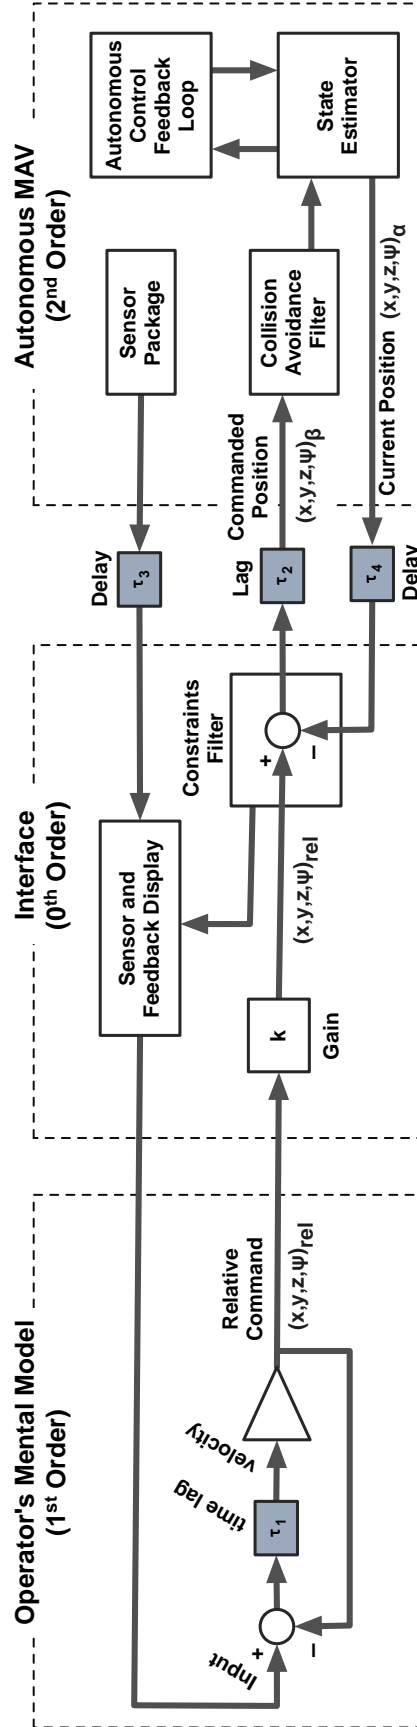 Operator's Mental Model
(1st Order)
Input
+
−
time lag
τ1
velocity
Relative
Command
(x,y,z,Ψ)rel
Interface
(0th Order)
Sensor and
Feedback Display
k
Gain
(x,y,z,Ψ)rel
Constraints
Filter
+
−
Delay
τ3
Lag
τ2
τ4
Delay
Autonomous MAV
(2nd Order)
Sensor
Package
Commanded
Position
(x,y,z,Ψ)β
Collision
Avoidance
Filter
Autonomous
Control
Feedback
Loop
State
Estimator
Current Position (x,y,z,Ψ)α